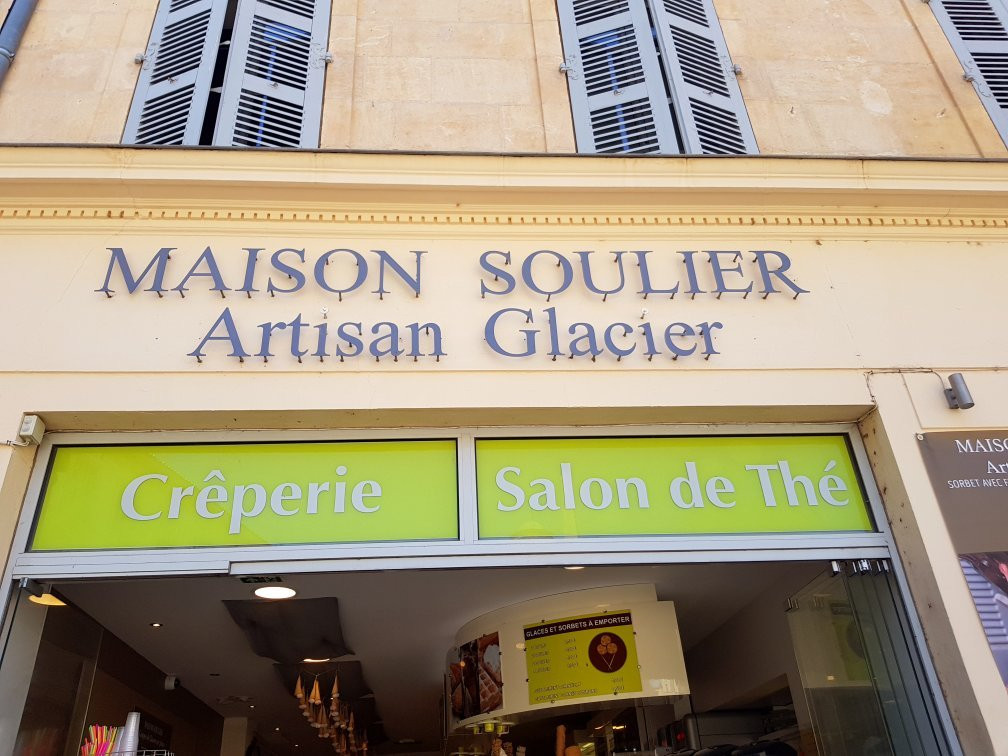 MAISON SOULIER
Artisan Glacier
Crêperie
Salon de Thé
GLACES ET SORBETS À EMPORTER